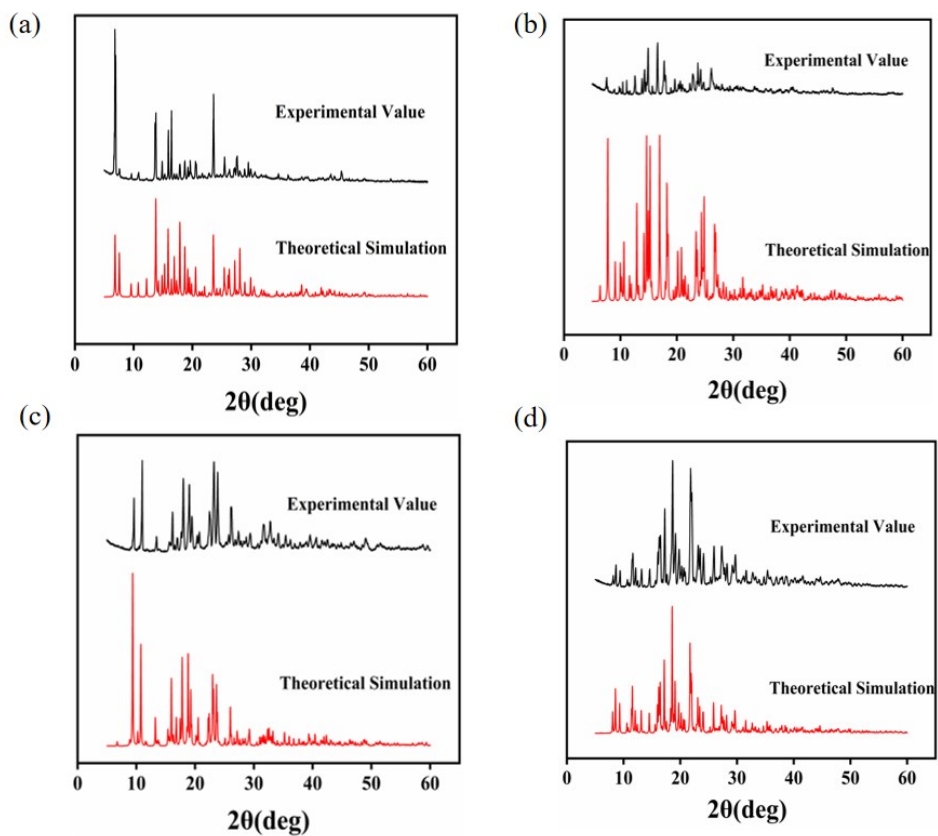 (a)
Experimental Value
Theoretical Simulation
0 10 20 30 40 50 60
2θ(deg)
(b)
Experimental Value
Theoretical Simulation
0 10 20 30 40 50 60
2θ(deg)
(c)
Experimental Value
Theoretical Simulation
0 10 20 30 40 50 60
2θ(deg)
(d)
Experimental Value
Theoretical Simulation
0 10 20 30 40 50 60
2θ(deg)